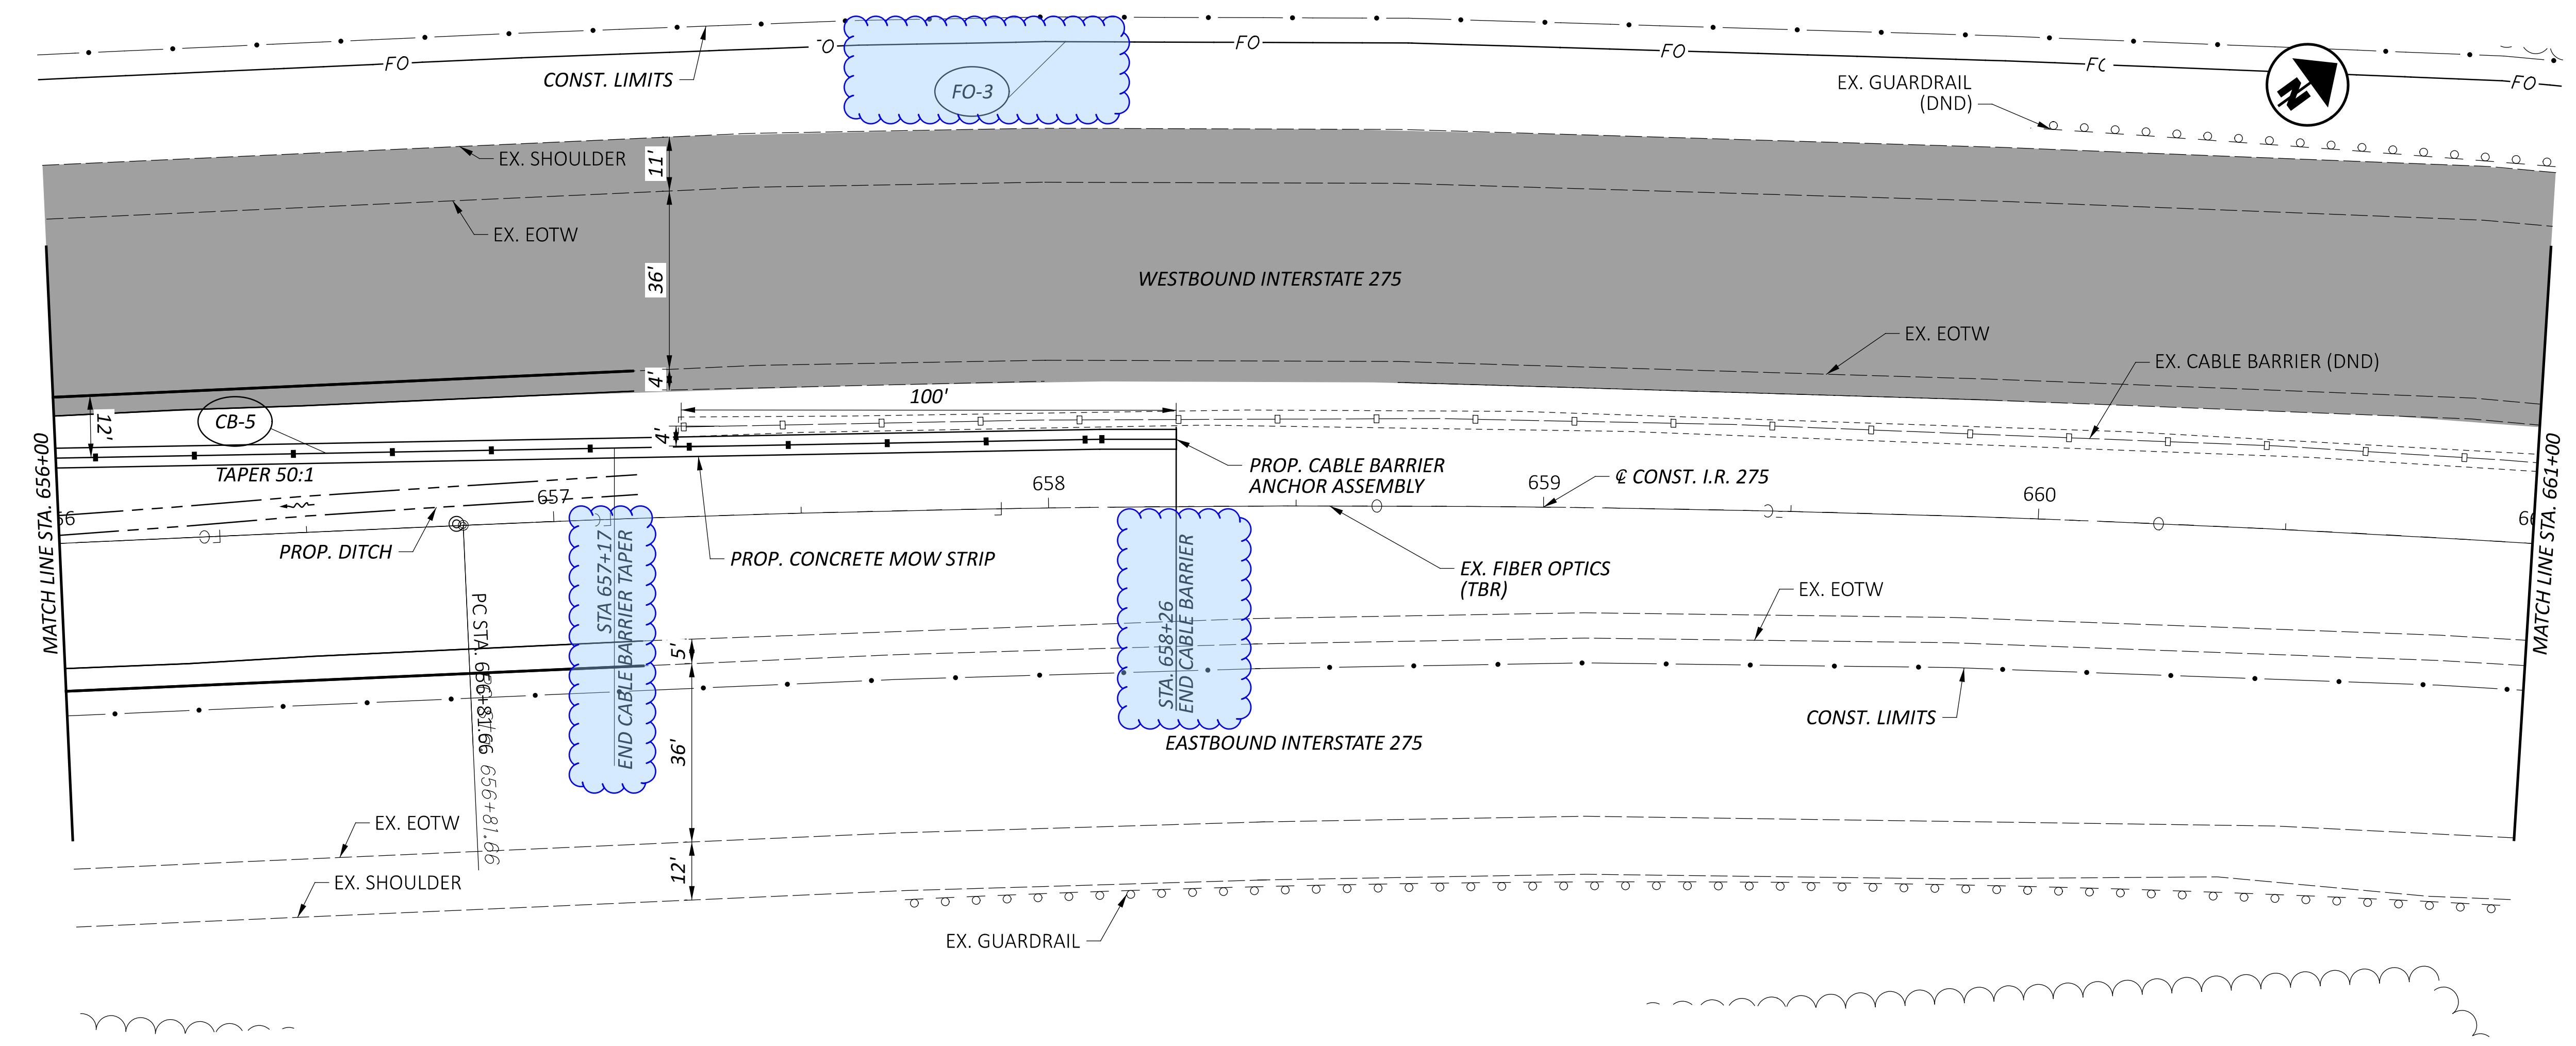 FO
FO
FO
FO
FO
CONST. LIMITS
FO-3
EX. GUARDRAIL
(DND)
N
EX. SHOULDER
11'
EX. EOTW
36'
WESTBOUND INTERSTATE 275
EX. EOTW
EX. CABLE BARRIER (DND)
4'
100'
12'
CB-5
4'
TAPER 50:1
PROP. CABLE BARRIER
ANCHOR ASSEMBLY
657
658
659
660
℄ CONST. I.R. 275
MATCH LINE STA. 656+00
MATCH LINE STA. 661+00
PROP. DITCH
PROP. CONCRETE MOW STRIP
EX. FIBER OPTICS
(TBR)
EX. EOTW
STA 657+17
END CABLE BARRIER TAPER
STA. 658+26
END CABLE BARRIER
PC STA. 656+81.66
656+81.66
5'
CONST. LIMITS
36'
EASTBOUND INTERSTATE 275
EX. EOTW
EX. SHOULDER
12'
EX. GUARDRAIL